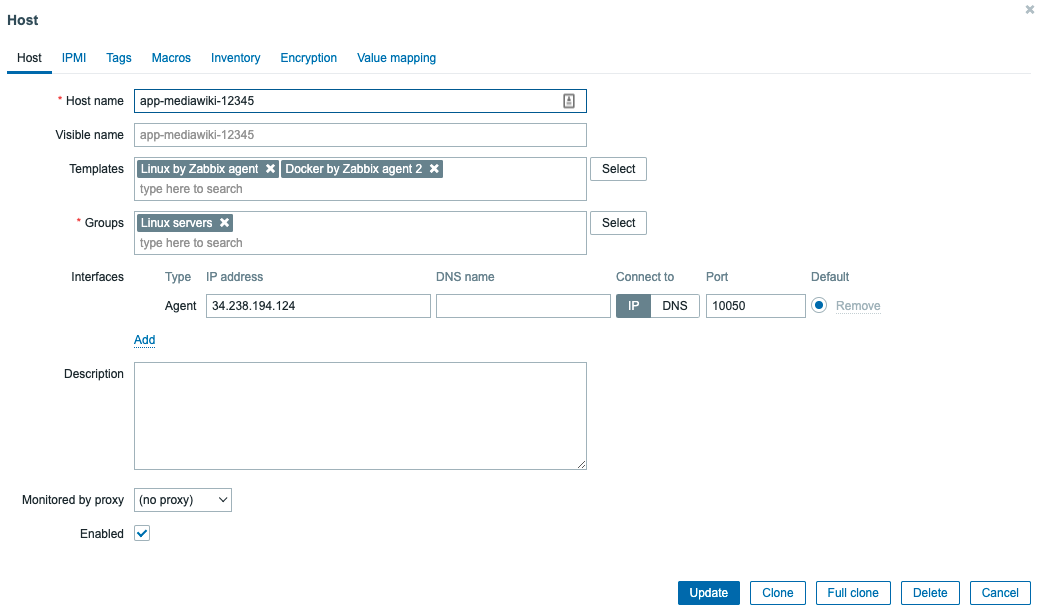 Host
Host IPMI Tags Macros Inventory Encryption Value mapping
* Host name app-mediawiki-12345
Visible name app-mediawiki-12345
Templates Linux by Zabbix agent Docker by Zabbix agent 2 Select
type here to search
* Groups Linux servers Select
type here to search
Interfaces Type IP address DNS name Connect to Port Default
Agent 34.238.194.124 IP DNS 10050 Remove
Add
Description
Monitored by proxy (no proxy)
Enabled
Update Clone Full clone Delete Cancel